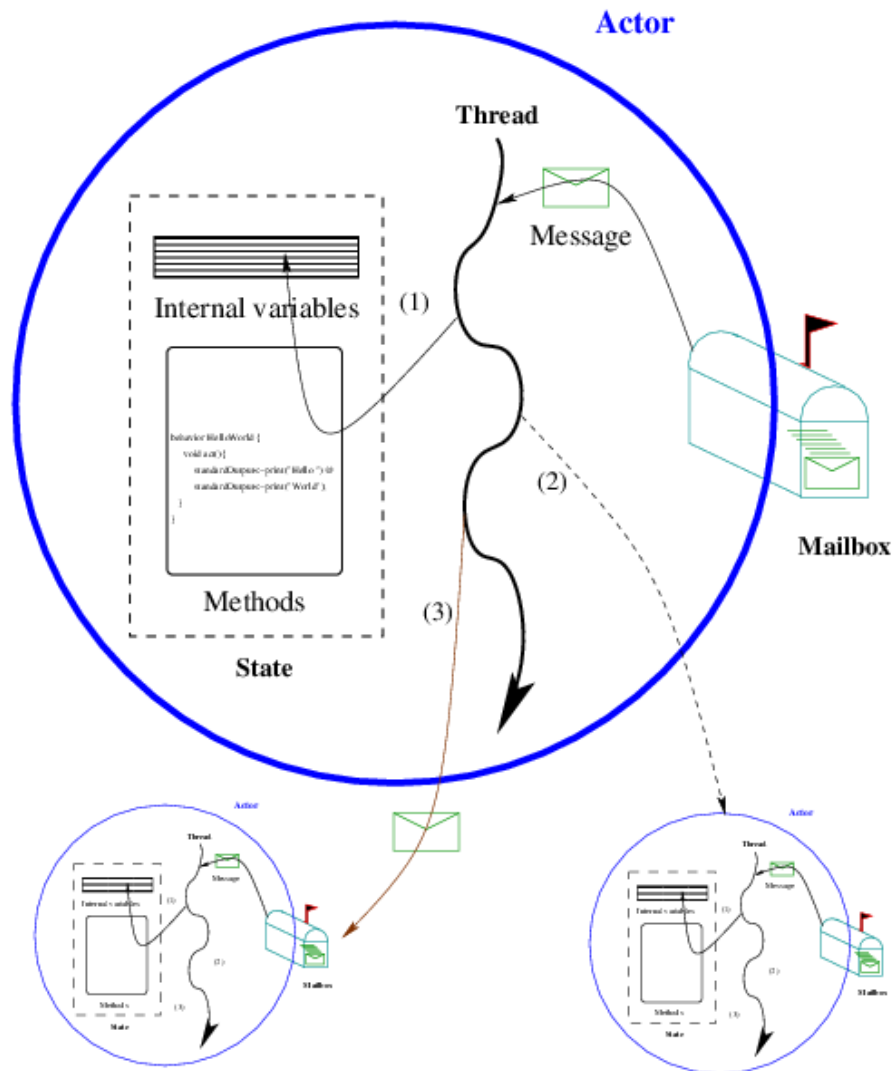 Actor
Thread
Message
Internal variables
(1)
behavior HelloWorld {
void act(){
}
}
(2)
Mailbox
Methods
(3)
State
Actor
Thread
Message
Internal variables
(1)
(2)
Mailbox
Methods
(3)
State
Actor
Thread
Message
Internal variables
(1)
(2)
Mailbox
Methods
(3)
State